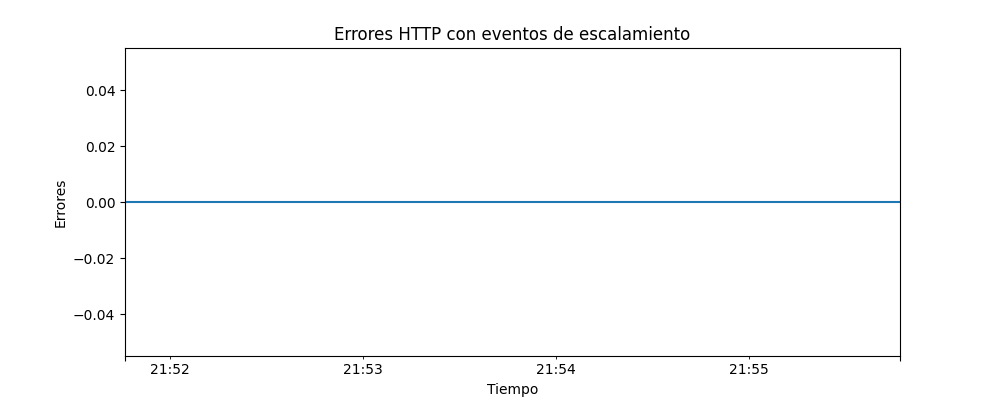 Errores HTTP con eventos de escalamiento
Errores
0.04
0.02
0.00
−0.02
−0.04
21:52 21:53 21:54 21:55
Tiempo